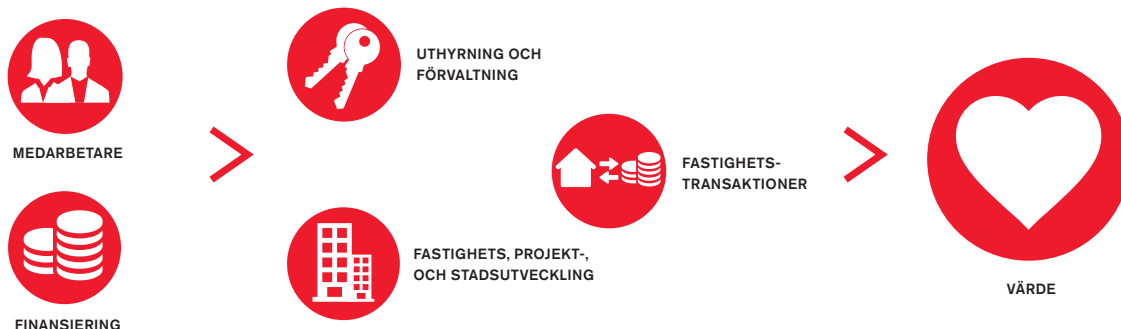 MEDARBETARE
FINANSIERING
UTHYRNING OCH
FÖRVALTNING
FASTIGHETS, PROJEKT-,
OCH STADSUTVECKLING
FASTIGHETS-
TRANSAKTIONER
VÄRDE